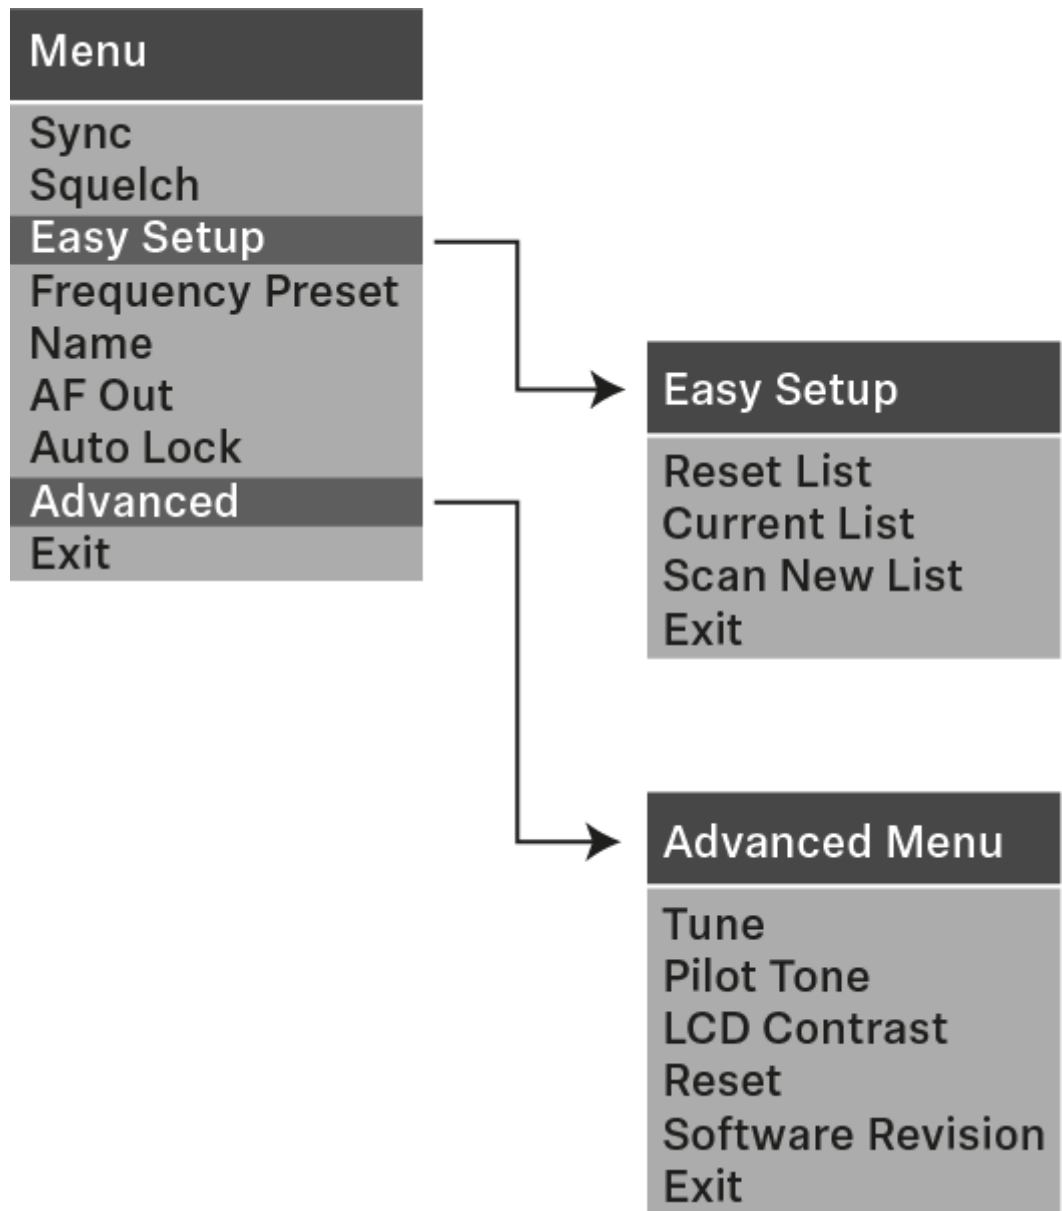 Menu
Sync
Squelch
Easy Setup
Frequency Preset
Name
AF Out
Auto Lock
Advanced
Exit
Easy Setup
Reset List
Current List
Scan New List
Exit
Advanced Menu
Tune
Pilot Tone
LCD Contrast
Reset
Software Revision
Exit